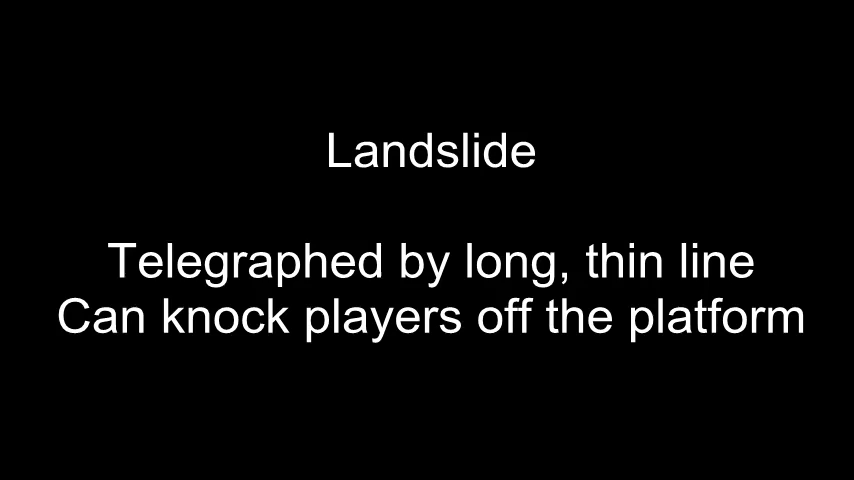 Landslide
Telegraphed by long, thin line
Can knock players off the platform